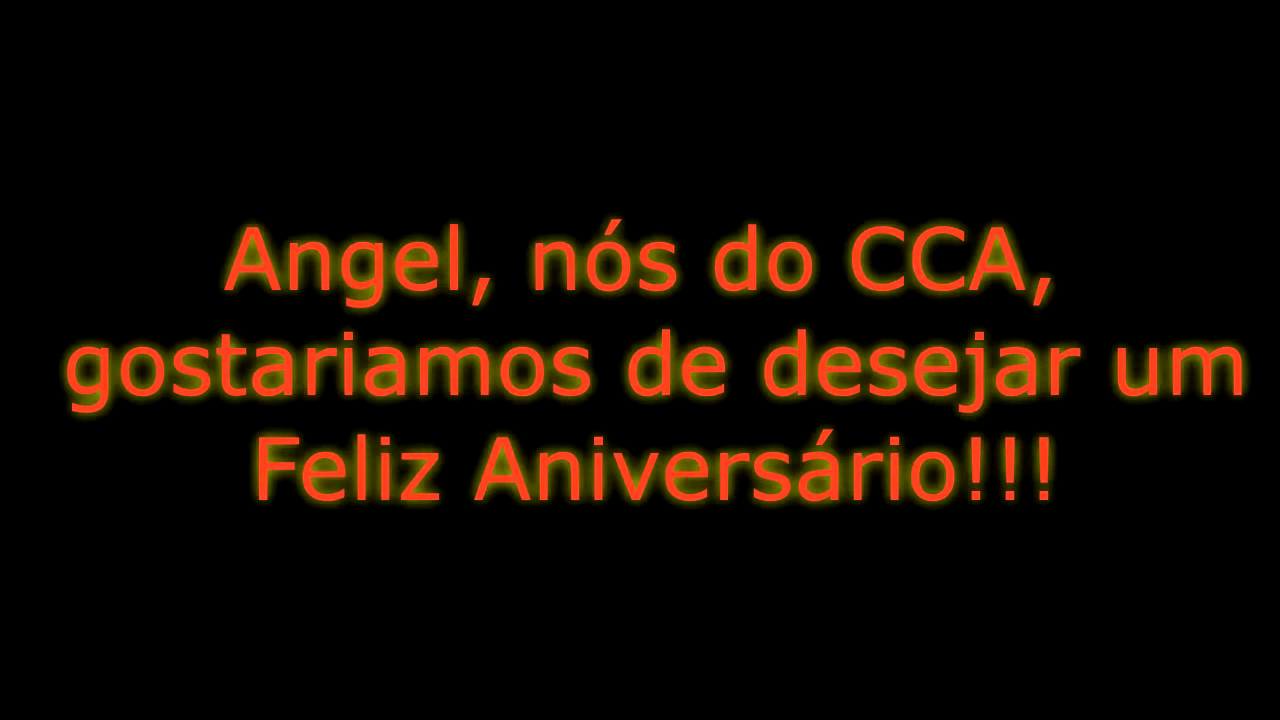 Angel, nós do CCA,
gostariamos de desejar um
Feliz Aniversário!!!